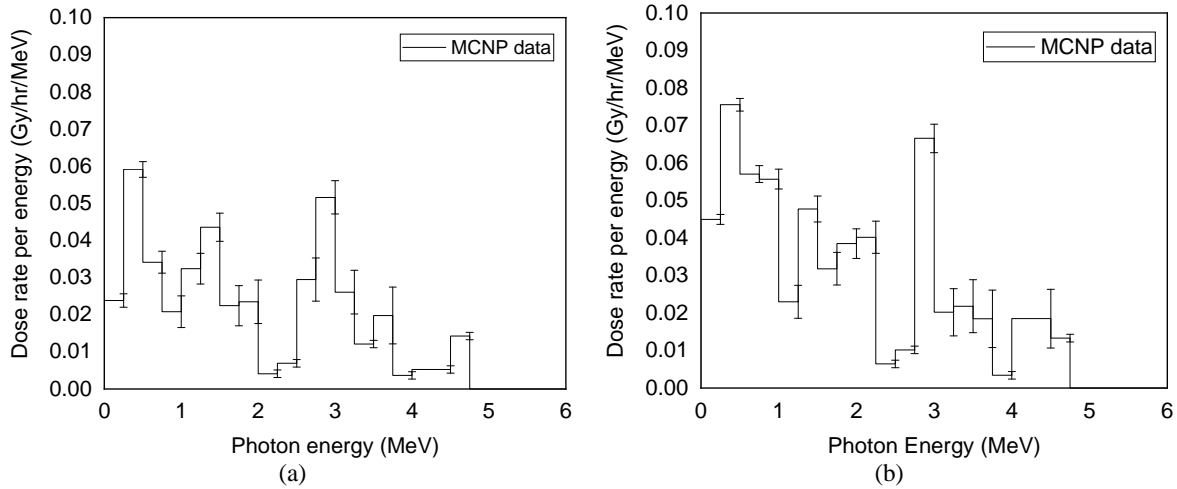 0.10
0.09
0.08
0.07
0.06
0.05
0.04
0.03
0.02
0.01
0.00
Dose rate per energy (Gy/hr/MeV)
MCNP data
0 1 2 3 4 5 6
Photon energy (MeV)
(a)
0.10
0.09
0.08
0.07
0.06
0.05
0.04
0.03
0.02
0.01
0.00
Dose rate per energy (Gy/hr/MeV)
MCNP data
0 1 2 3 4 5 6
Photon Energy (MeV)
(b)